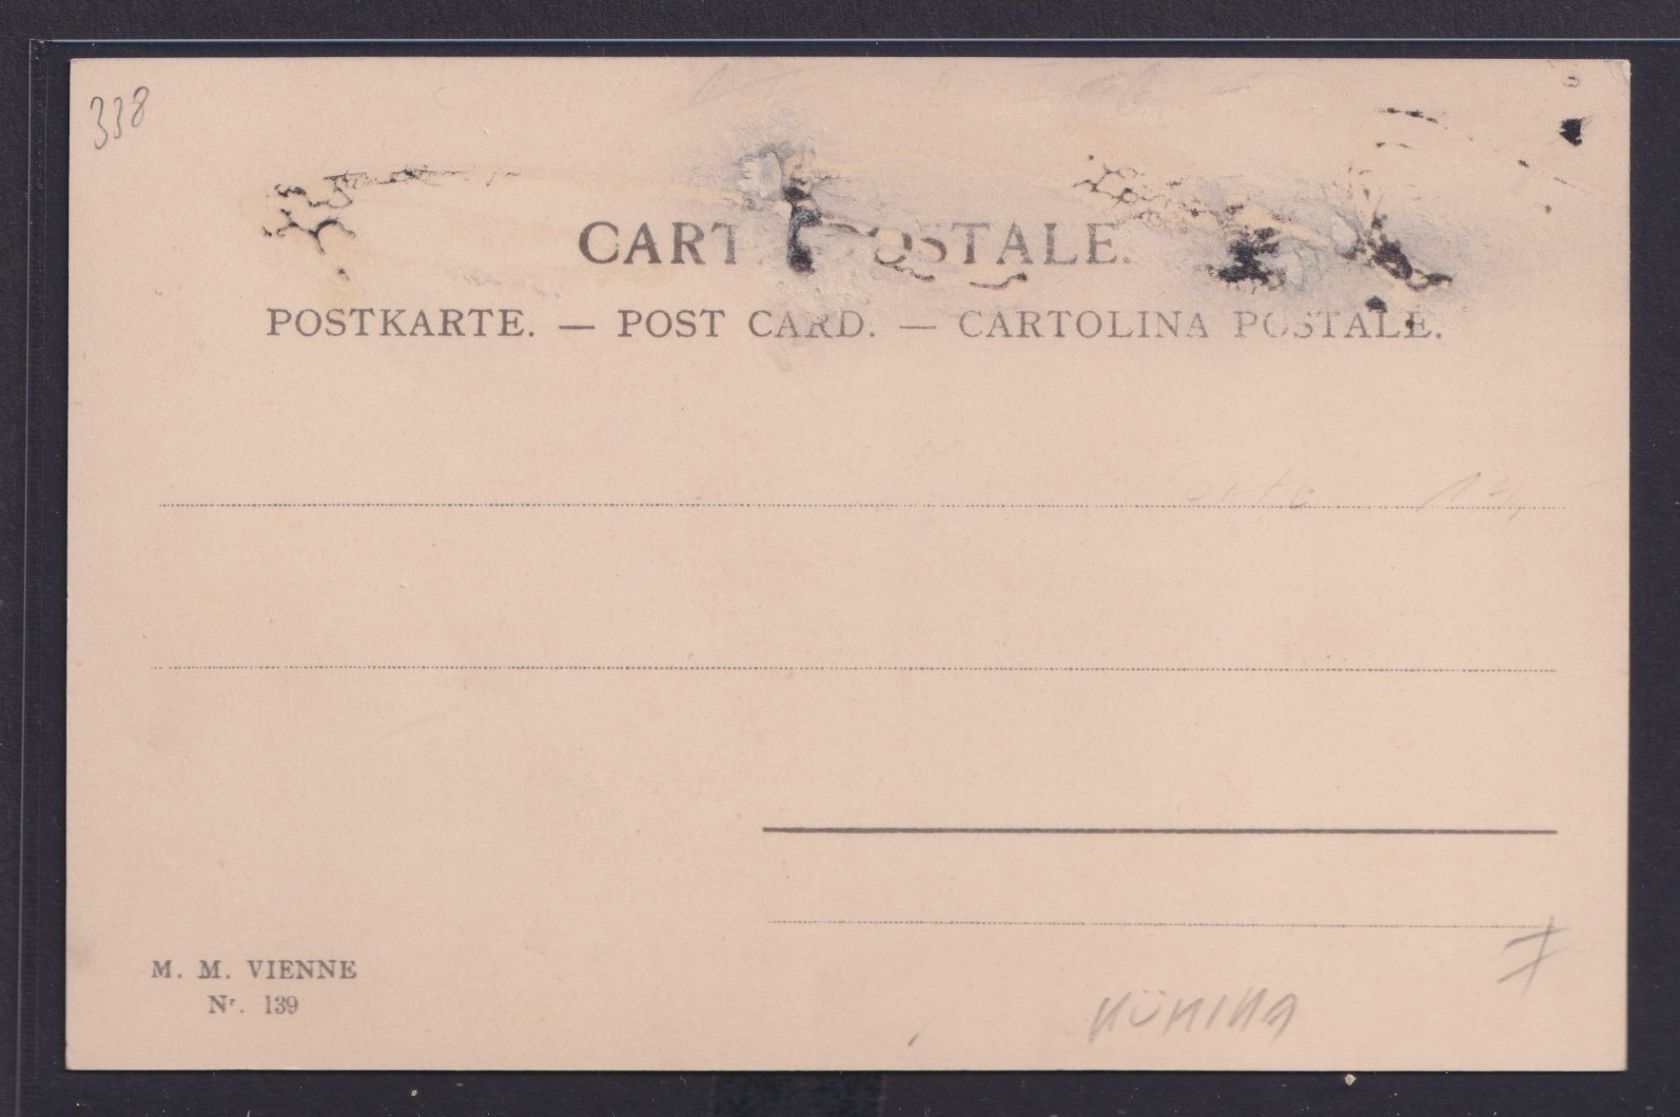 338
CARTE POSTALE.
POSTKARTE. — POST CARD. — CARTOLINA POSTALE.
M. M. VIENNE
Nr. 139